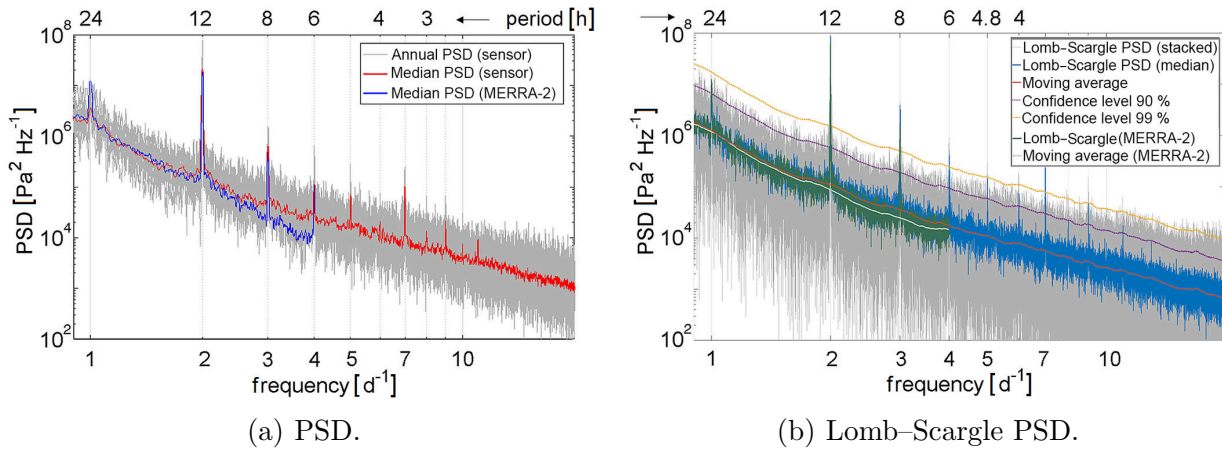 24 12 8 6 4 3 ← period [h]
10^8
10^6
10^4
10^2
PSD [Pa^2 Hz^-1]
Annual PSD (sensor)
Median PSD (sensor)
Median PSD (MERRA-2)
1 2 3 4 5 7 10
frequency [d^-1]
(a) PSD.
→ 24 12 8 6 4.8 4
10^8
10^6
10^4
10^2
PSD [Pa^2 Hz^-1]
Lomb–Scargle PSD (stacked)
Lomb–Scargle PSD (median)
Moving average
Confidence level 90 %
Confidence level 99 %
Lomb–Scargle(MERRA-2)
Moving average (MERRA-2)
1 2 3 4 5 7 10
frequency [d^-1]
(b) Lomb–Scargle PSD.